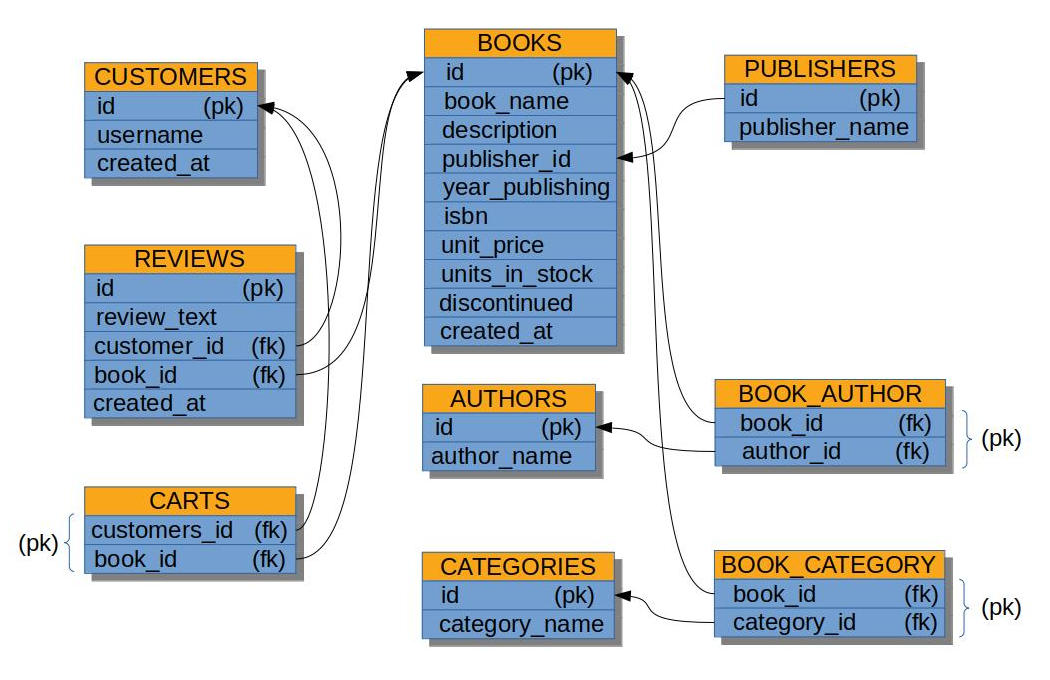 CUSTOMERS
id (pk)
username
created_at
REVIEWS
id (pk)
review_text
customer_id (fk)
book_id (fk)
created_at
CARTS
customers_id (fk)
book_id (fk)
(pk)
BOOKS
id (pk)
book_name
description
publisher_id
year_publishing
isbn
unit_price
units_in_stock
discontinued
created_at
AUTHORS
id (pk)
author_name
CATEGORIES
id (pk)
category_name
PUBLISHERS
id (pk)
publisher_name
BOOK_AUTHOR
book_id (fk)
author_id (fk)
(pk)
BOOK_CATEGORY
book_id (fk)
category_id (fk)
(pk)